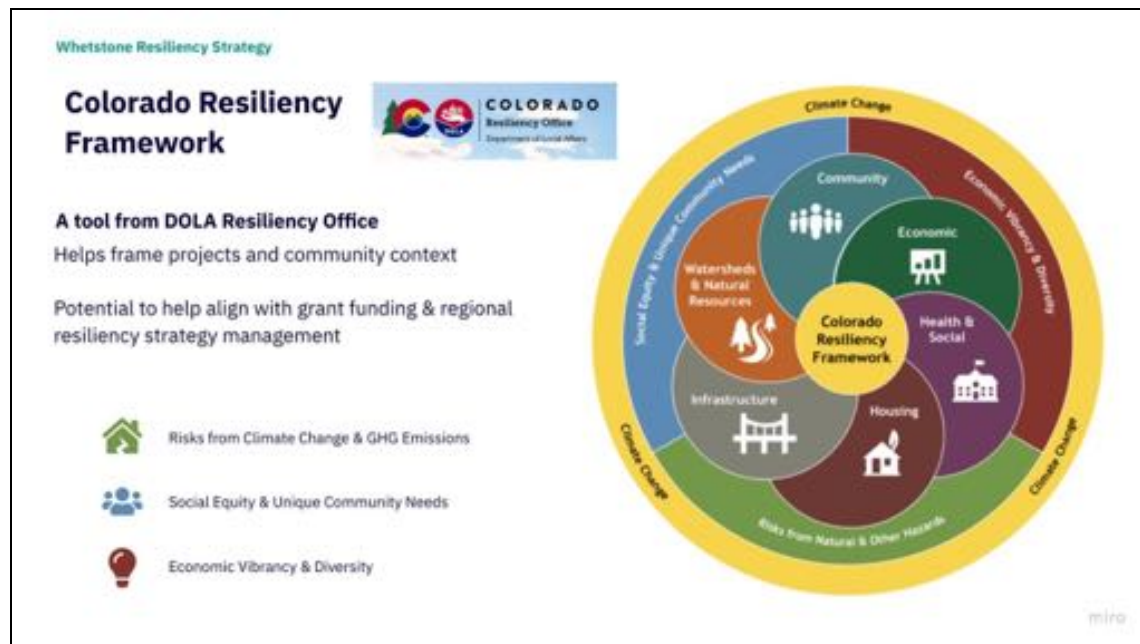 Whetstone Resiliency Strategy
Colorado Resiliency
Framework
COLORADO
Resiliency Office
Department of Local Affairs
DOLA
A tool from DOLA Resiliency Office
Helps frame projects and community context
Potential to help align with grant funding & regional
resiliency strategy management
Risks from Climate Change & GHG Emissions
Social Equity & Unique Community Needs
Economic Vibrancy & Diversity
Climate Change
Social Equity & Unique Community Needs
Economic Vibrancy & Diversity
Community
Economic
Watersheds
& Natural
Resources
Colorado
Resiliency
Framework
Health &
Social
Infrastructure
Housing
Climate Change
Climate Change
Risks from Natural & Other Hazards
miro